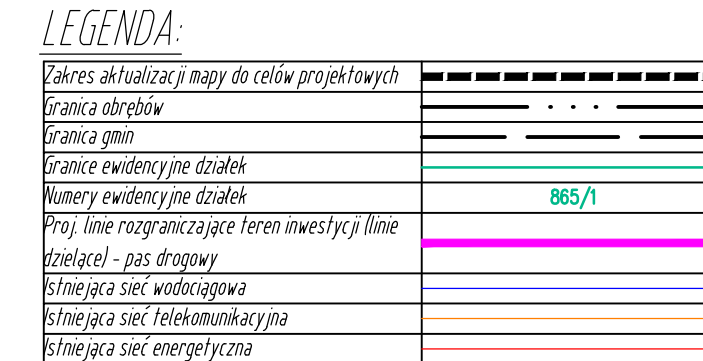 LEGENDA:
Zakres aktualizacji mapy do celów projektowych
Granica obrębów
Granica gmin
Granice ewidencyjne działek
Numery ewidencyjne działek 865/1
Proj. linie rozgraniczające teren inwestycji (linie
dzielące) - pas drogowy
Istniejąca sieć wodociągowa
Istniejąca sieć telekomunikacyjna
Istniejąca sieć energetyczna